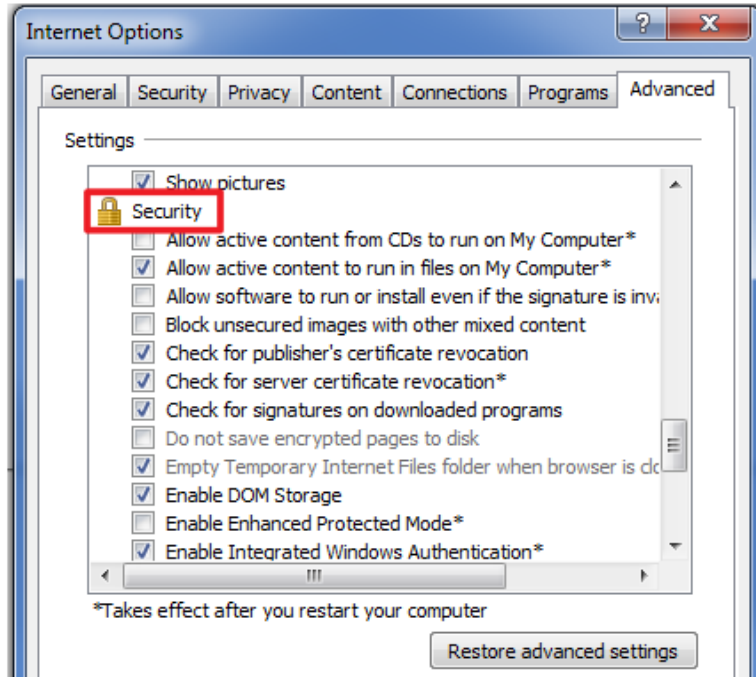 Internet Options
?
X
General Security Privacy Content Connections Programs Advanced
Settings
Show pictures
Security
Allow active content from CDs to run on My Computer*
Allow active content to run in files on My Computer*
Allow software to run or install even if the signature is inva
Block unsecured images with other mixed content
Check for publisher's certificate revocation
Check for server certificate revocation*
Check for signatures on downloaded programs
Do not save encrypted pages to disk
Empty Temporary Internet Files folder when browser is clo
Enable DOM Storage
Enable Enhanced Protected Mode*
Enable Integrated Windows Authentication*
*Takes effect after you restart your computer
Restore advanced settings